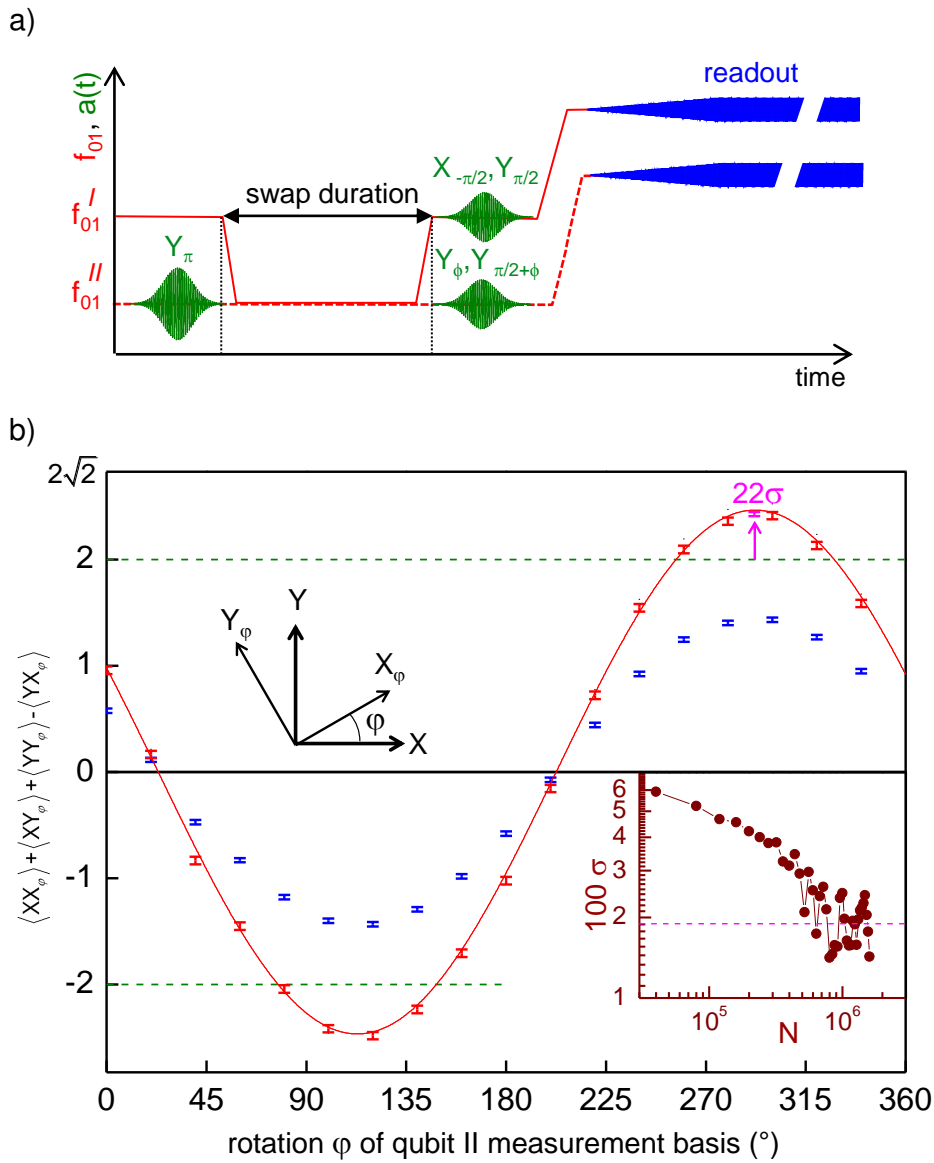 a)
f01, a(t)
readout
X-π/2,Yπ/2
swap duration
f01I
Yπ
Yϕ,Yπ/2+ϕ
f01II
time
b)
2√2
22σ
2
Y
Yφ
Xφ
1
φ
X
0
-1
-2
⟨XXφ⟩+⟨XYφ⟩+⟨YYφ⟩-⟨YXφ⟩
6
5
4
3
2
1
100 σ
10^5
10^6
N
0 45 90 135 180 225 270 315 360
rotation φ of qubit II measurement basis (°)